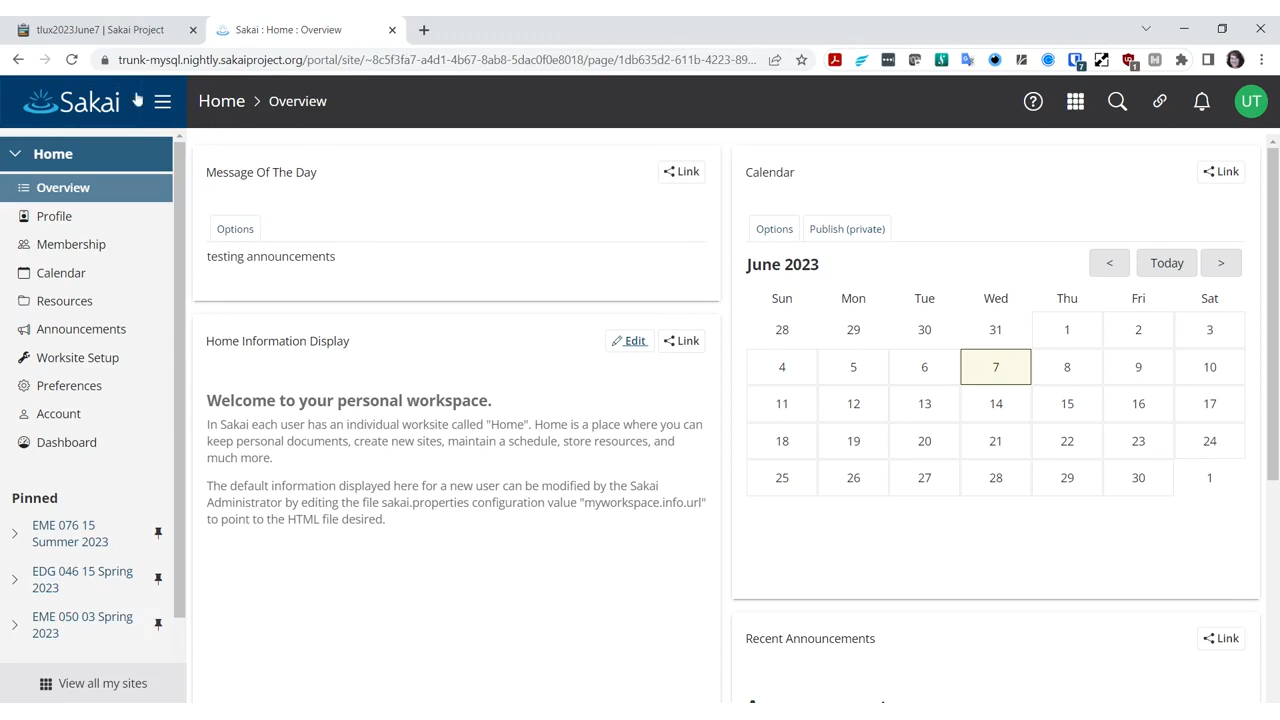 tlux2023June7 | Sakai Project
Sakai : Home : Overview
trunk-mysql.nightly.sakaiproject.org/portal/site/~8c5f3fa7-
7
1
Sakai
Home > Overview
UT
Home
Overview
Profile
Membership
Calendar
Resources
Announcements
Worksite Setup
Preferences
Account
Dashboard
Pinned
EME 076 15
Summer 2023
EDG 046 15 Spring
2023
EME 050 03 Spring
2023
View all my sites
Message Of The Day
Link
Options
testing announcements
Home Information Display
Edit
Link
Welcome to your personal workspace.
In Sakai each user has an individual worksite called "Home". Home is a place where you can
keep personal documents, create new sites, maintain a schedule, store resources, and
much more.
The default information displayed here for a new user can be modified by the Sakai
Administrator by editing the file sakai.properties configuration value "myworkspace.info.url"
to point to the HTML file desired.
Calendar
Link
Options
Publish (private)
June 2023
< Today >
Sun Mon Tue Wed Thu Fri Sat
28 29 30 31 1 2 3
4 5 6 7 8 9 10
11 12 13 14 15 16 17
18 19 20 21 22 23 24
25 26 27 28 29 30 1
Recent Announcements
Link